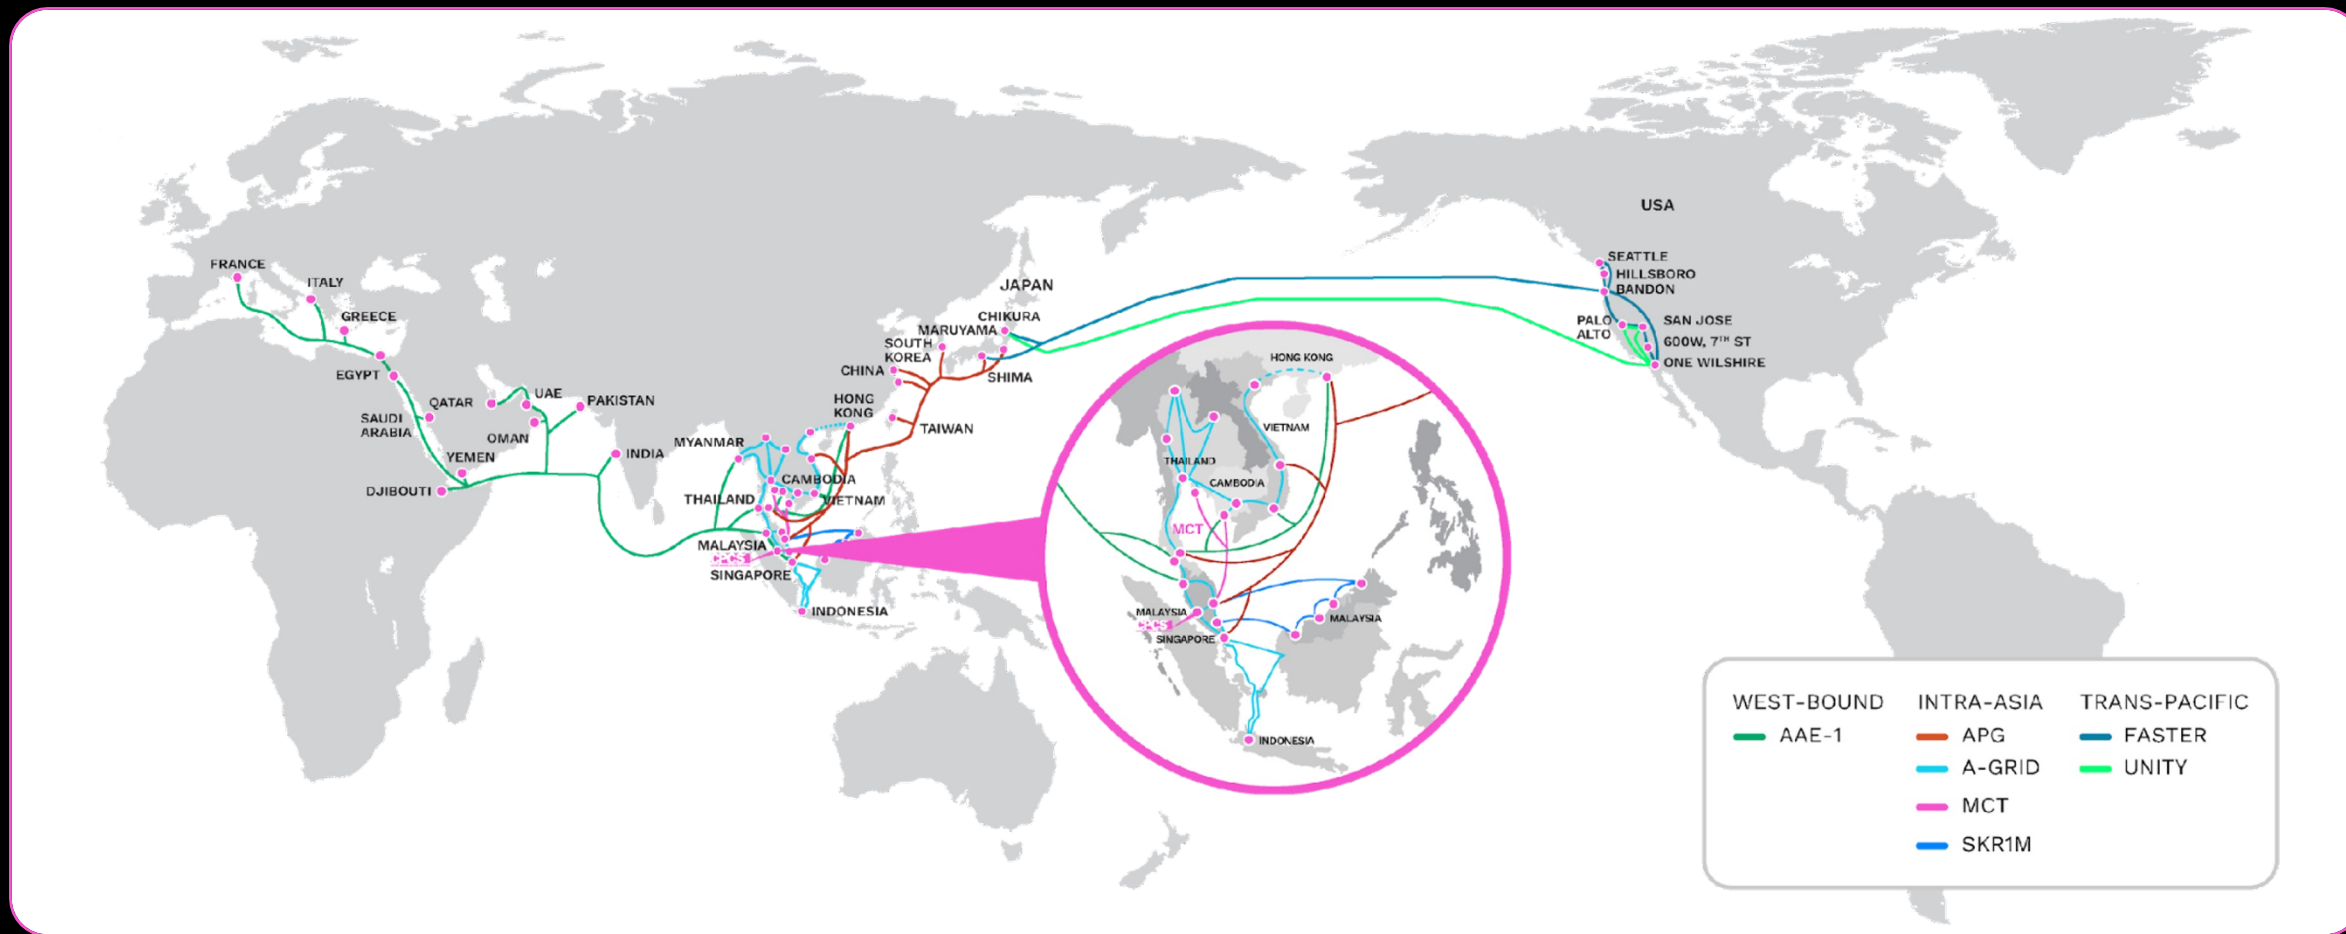 USA
SEATTLE
HILLSBORO
BANDON
PALO
ALTO
SAN JOSE
600W, 7TH ST
ONE WILSHIRE
FRANCE
ITALY
GREECE
EGYPT
SAUDI
ARABIA
QATAR
UAE
OMAN
PAKISTAN
YEMEN
DJIBOUTI
INDIA
JAPAN
CHIKURA
MARUYAMA
SOUTH
KOREA
SHIMA
CHINA
HONG
KONG
TAIWAN
MYANMAR
CAMBODIA
THAILAND
VIETNAM
MALAYSIA
CPCS
SINGAPORE
INDONESIA
HONG KONG
VIETNAM
THAILAND
CAMBODIA
MCT
MALAYSIA
CPCS
SINGAPORE
MALAYSIA
INDONESIA
WEST-BOUND
AAE-1
INTRA-ASIA
APG
A-GRID
MCT
SKR1M
TRANS-PACIFIC
FASTER
UNITY